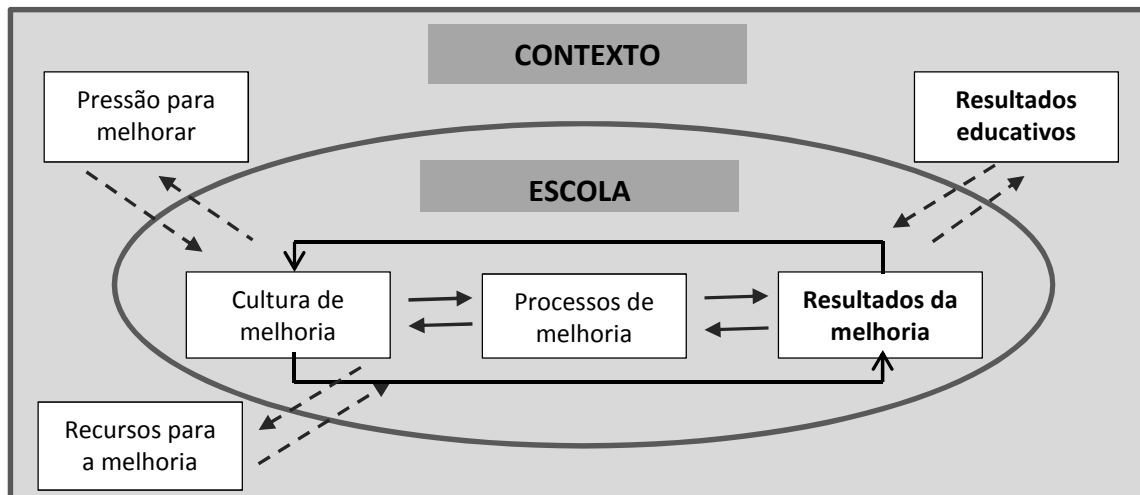 CONTEXTO
Pressão para
melhorar
Resultados
educativos
ESCOLA
Cultura de
melhoria
Processos de
melhoria
Resultados da
melhoria
Recursos para
a melhoria